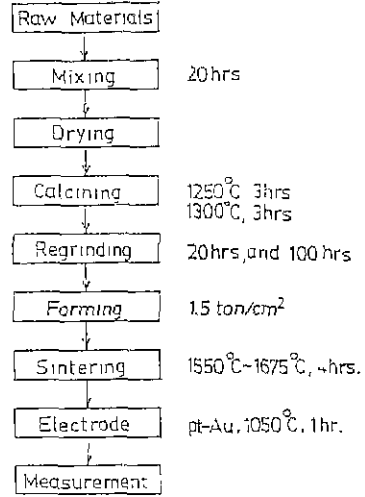 Raw Materials
Mixing 20hrs
Drying
Calcining 1250°C 3hrs
1300°C, 3hrs
Regrinding 20hrs, and 100 hrs
Forming 1.5 ton/cm²
Sintering 1550°C~1675°C, 4hrs.
Electrode pt-Au, 1050°C, 1hr.
Measurement